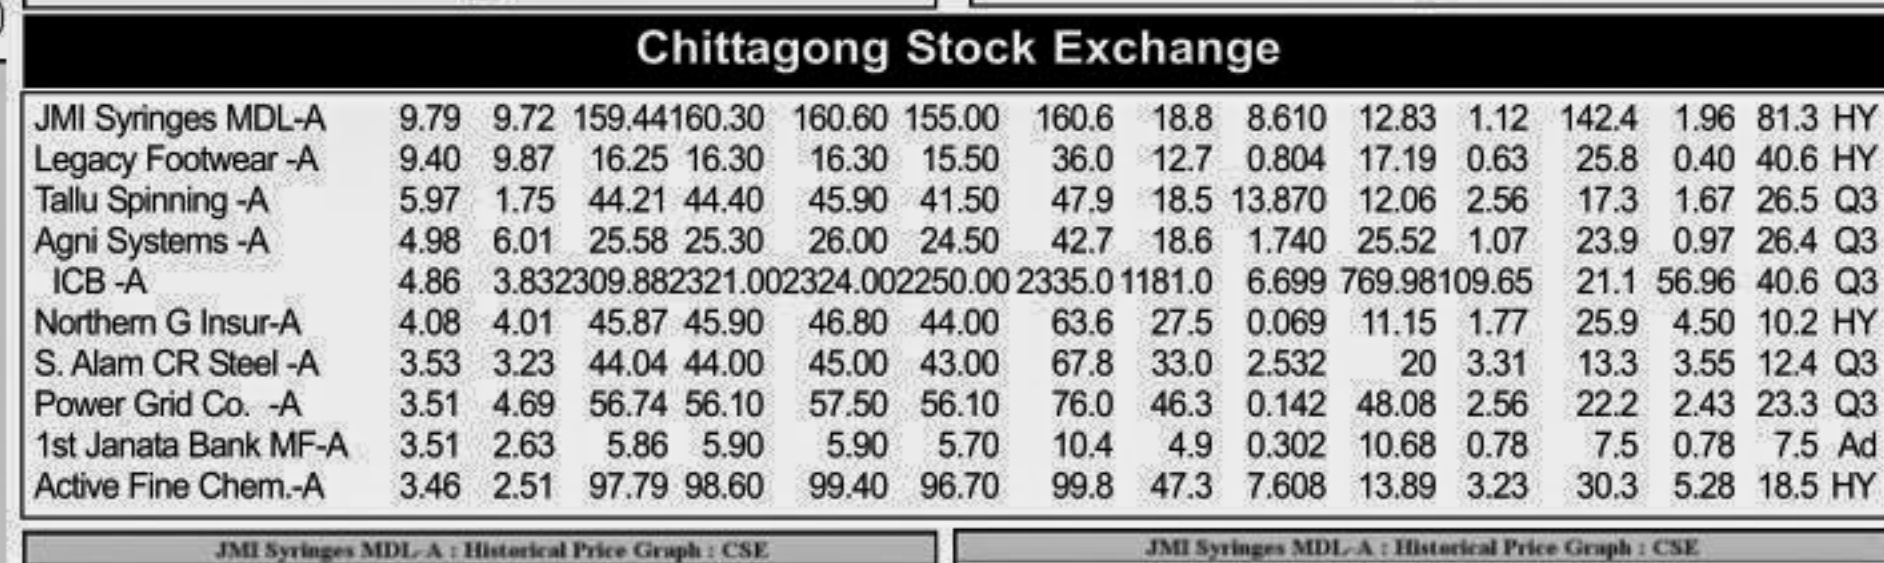 Chittagong Stock Exchange
JMI Syringes MDL-A 9.79 9.72 159.44160.30 160.60 155.00 160.6 18.8 8.610 12.83 1.12 142.4 1.96 81.3 HY
Legacy Footwear -A 9.40 9.87 16.25 16.30 16.30 15.50 36.0 12.7 0.804 17.19 0.63 25.8 0.40 40.6 HY
Tallu Spinning -A 5.97 1.75 44.21 44.40 45.90 41.50 47.9 18.5 13.870 12.06 2.56 17.3 1.67 26.5 Q3
Agni Systems -A 4.98 6.01 25.58 25.30 26.00 24.50 42.7 18.6 1.740 25.52 1.07 23.9 0.97 26.4 Q3
ICB -A 4.86 3.832309.882321.002324.002250.00 2335.0 1181.0 6.699 769.98109.65 21.1 56.96 40.6 Q3
Northern G Insur-A 4.08 4.01 45.87 45.90 46.80 44.00 63.6 27.5 0.069 11.15 1.77 25.9 4.50 10.2 HY
S. Alam CR Steel -A 3.53 3.23 44.04 44.00 45.00 43.00 67.8 33.0 2.532 20 3.31 13.3 3.55 12.4 Q3
Power Grid Co. -A 3.51 4.69 56.74 56.10 57.50 56.10 76.0 46.3 0.142 48.08 2.56 22.2 2.43 23.3 Q3
1st Janata Bank MF-A 3.51 2.63 5.86 5.90 5.90 5.70 10.4 4.9 0.302 10.68 0.78 7.5 0.78 7.5 Ad
Active Fine Chem.-A 3.46 2.51 97.79 98.60 99.40 96.70 99.8 47.3 7.608 13.89 3.23 30.3 5.28 18.5 HY
JMI Syringes MDL-A : Historical Price Graph : CSE
JMI Syringes MDL-A : Historical Price Graph : CSE